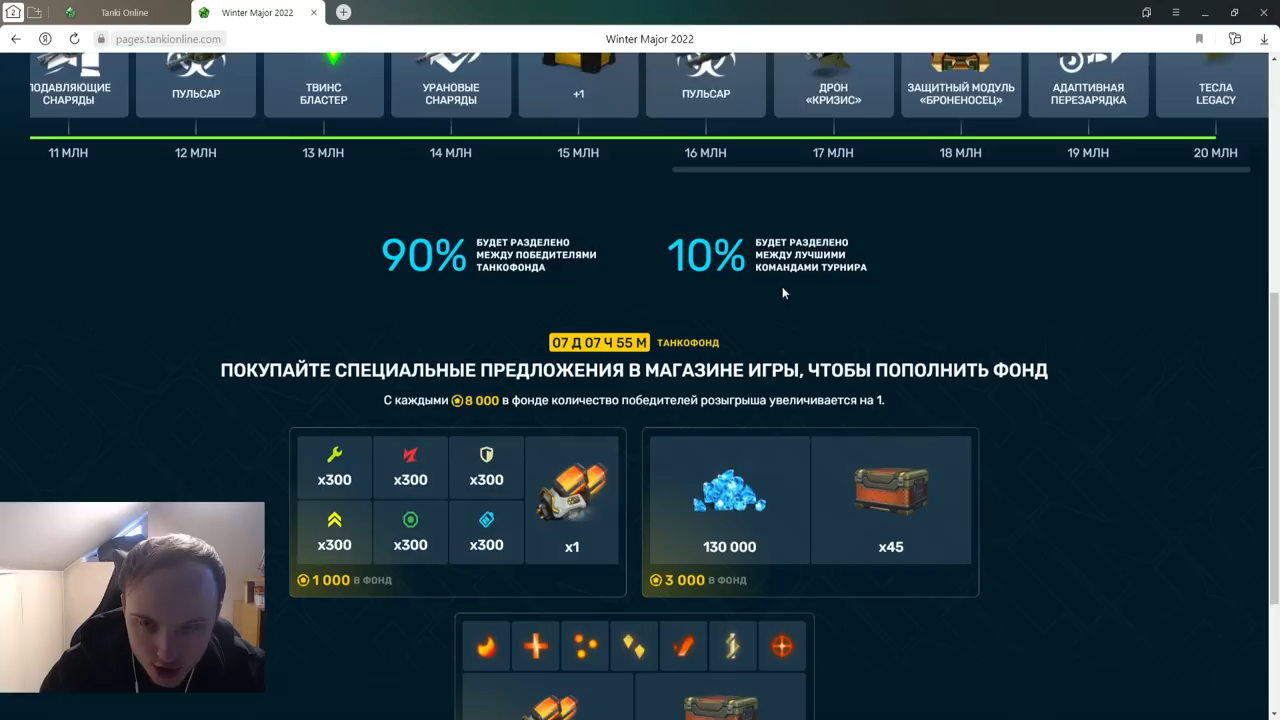 Tanki Online
Winter Major 2022
pages.tankionline.com
Winter Major 2022
ПОДАВЛЯЮЩИЕ СНАРЯДЫ
ПУЛЬСАР
ТВИНС БЛАСТЕР
УРАНОВЫЕ СНАРЯДЫ
+1
ПУЛЬСАР
ДРОН «КРИЗИС»
ЗАЩИТНЫЙ МОДУЛЬ «БРОНЕНОСЕЦ»
АДАПТИВНАЯ ПЕРЕЗАРЯДКА
ТЕСЛА LEGACY
11 МЛН
12 МЛН
13 МЛН
14 МЛН
15 МЛН
16 МЛН
17 МЛН
18 МЛН
19 МЛН
20 МЛН
90%
БУДЕТ РАЗДЕЛЕНО
МЕЖДУ ПОБЕДИТЕЛЯМИ
ТАНКОФОНДА
10%
БУДЕТ РАЗДЕЛЕНО
МЕЖДУ ЛУЧШИМИ
КОМАНДАМИ ТУРНИРА
07 Д 07 Ч 55 М ТАНКОФОНД
ПОКУПАЙТЕ СПЕЦИАЛЬНЫЕ ПРЕДЛОЖЕНИЯ В МАГАЗИНЕ ИГРЫ, ЧТОБЫ ПОПОЛНИТЬ ФОНД
С каждыми 8 000 в фонде количество победителей розыгрыша увеличивается на 1.
x300
x300
x300
x300
x300
x300
x1
1 000 В ФОНД
130 000
x45
3 000 В ФОНД